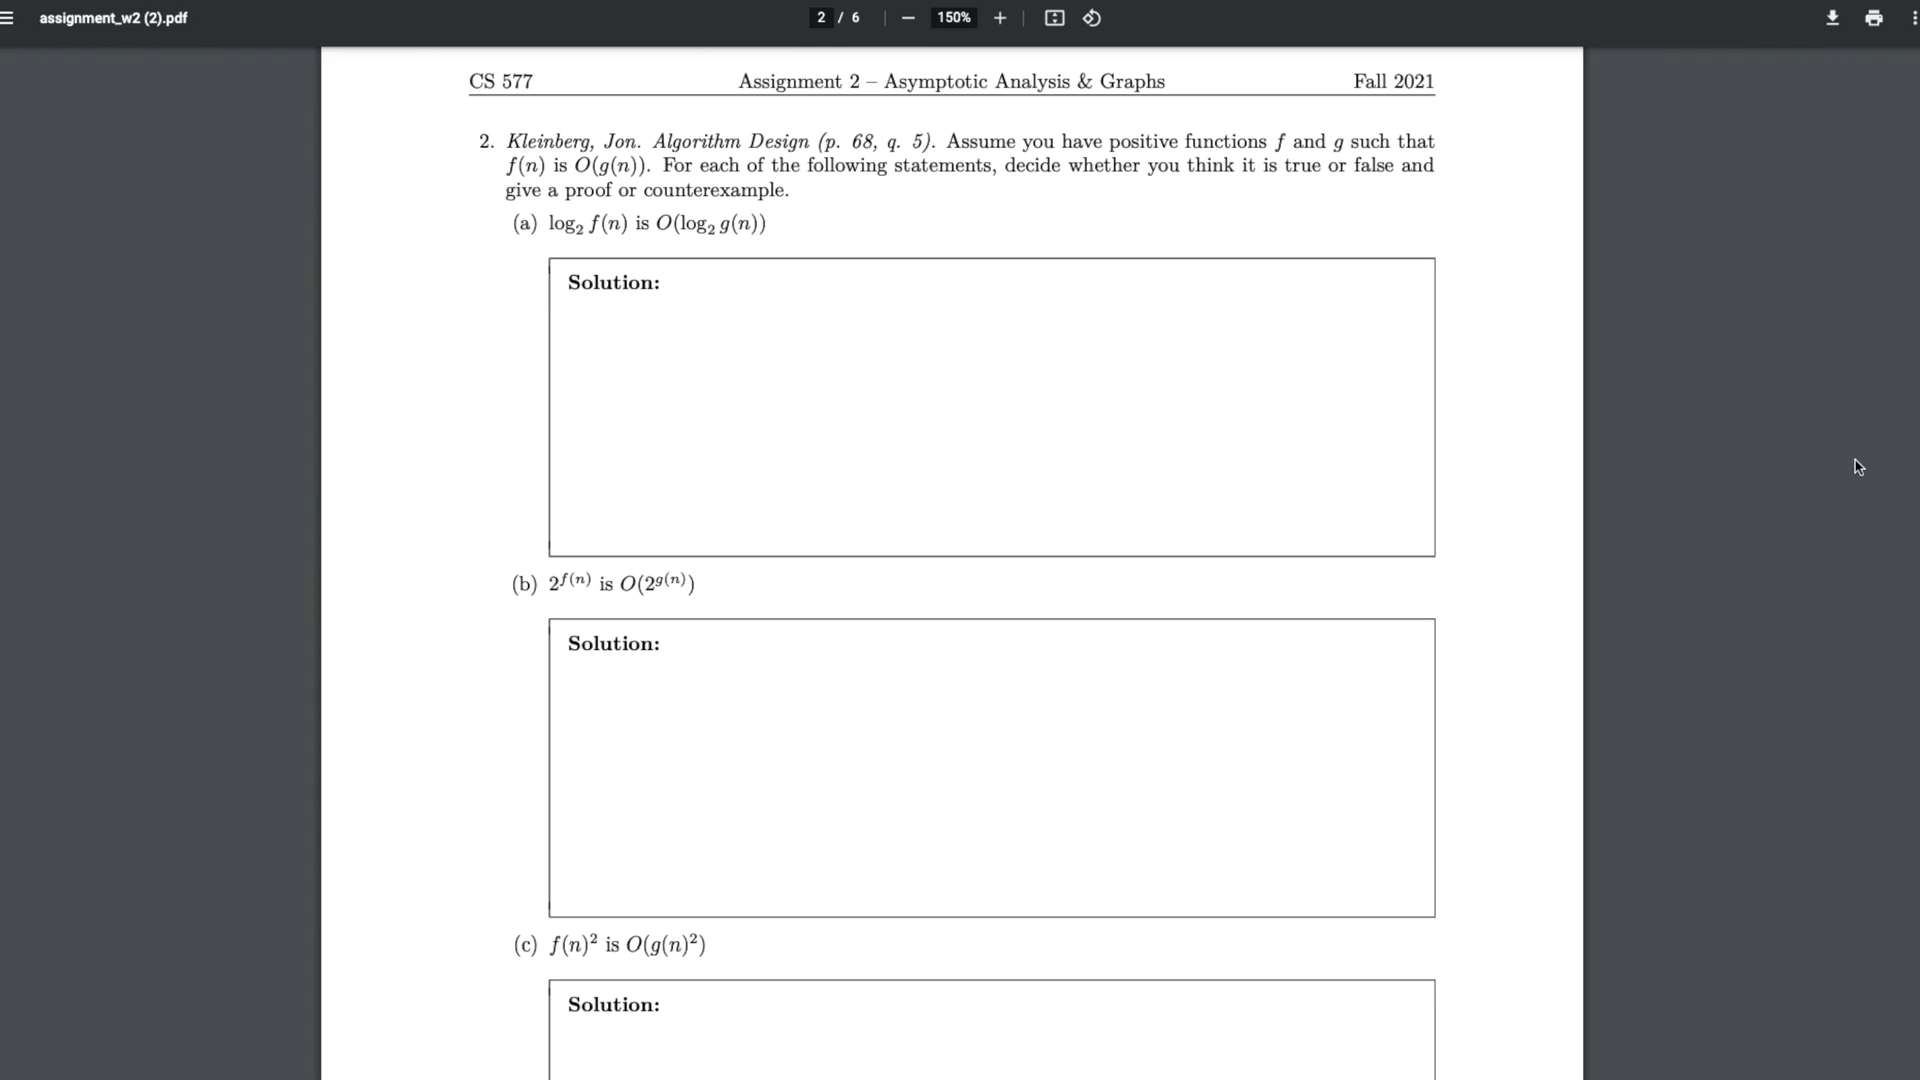 assignment_w2 (2).pdf
2 / 6
150%
CS 577 Assignment 2 – Asymptotic Analysis & Graphs Fall 2021
2. Kleinberg, Jon. Algorithm Design (p. 68, q. 5). Assume you have positive functions f and g such that
f(n) is O(g(n)). For each of the following statements, decide whether you think it is true or false and
give a proof or counterexample.
(a) log₂ f(n) is O(log₂ g(n))
Solution:
(b) 2^{f(n)} is O(2^{g(n)})
Solution:
(c) f(n)² is O(g(n)²)
Solution: